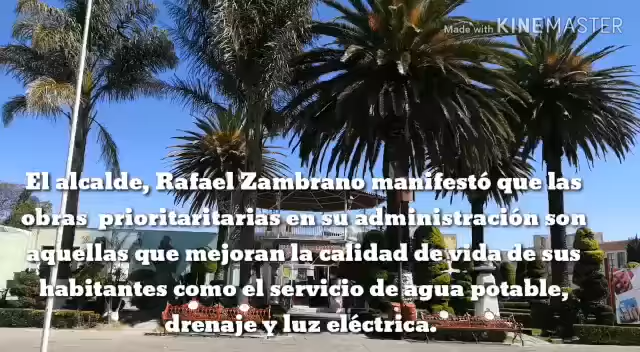 Made with KINEMASTER
El alcalde, Rafael Zambrano manifestó que las
obras prioritaritarias en su administración son
aquellas que mejoran la calidad de vida de sus
habitantes como el servicio de agua potable,
drenaje y luz eléctrica.